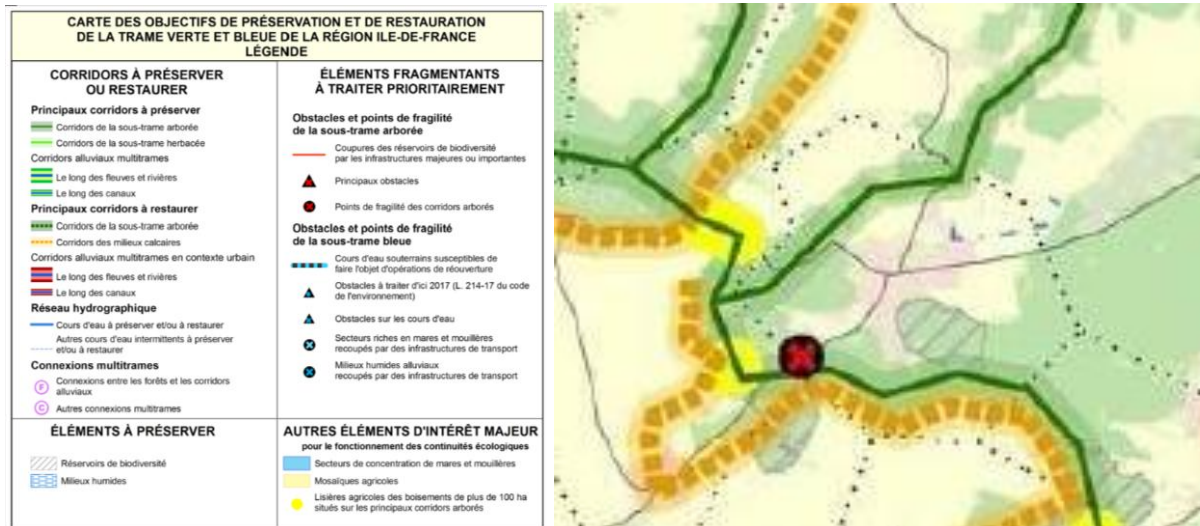 CARTE DES OBJECTIFS DE PRÉSERVATION ET DE RESTAURATION
DE LA TRAME VERTE ET BLEUE DE LA RÉGION ILE-DE-FRANCE
LÉGENDE
CORRIDORS À PRÉSERVER
OU RESTAURER
Principaux corridors à préserver
Corridors de la sous-trame arborée
Corridors de la sous-trame herbacée
Corridors alluviaux multitrames
Le long des fleuves et rivières
Le long des canaux
Principaux corridors à restaurer
Corridors de la sous-trame arborée
Corridors des milieux calcaires
Corridors alluviaux multitrames en contexte urbain
Le long des fleuves et rivières
Le long des canaux
Réseau hydrographique
Cours d'eau à préserver et/ou à restaurer
Autres cours d'eau intermittents à préserver
et/ou à restaurer
Connexions multitrames
F Connexions entre les forêts et les corridors
alluviaux
C Autres connexions multitrames
ÉLÉMENTS FRAGMENTANTS
À TRAITER PRIORITAIREMENT
Obstacles et points de fragilité
de la sous-trame arborée
Coupures des réservoirs de biodiversité
par les infrastructures majeures ou importantes
Principaux obstacles
Points de fragilité des corridors arborés
Obstacles et points de fragilité
de la sous-trame bleue
Cours d'eau souterrains susceptibles de
faire l'objet d'opérations de réouverture
Obstacles à traiter d'ici 2017 (L. 214-17 du code
de l'environnement)
Obstacles sur les cours d'eau
Secteurs riches en mares et mouillères
recoupés par des infrastructures de transport
Milieux humides alluviaux
recoupés par des infrastructures de transport
ÉLÉMENTS À PRÉSERVER
Réservoirs de biodiversité
Milieux humides
AUTRES ÉLÉMENTS D'INTÉRÊT MAJEUR
pour le fonctionnement des continuités écologiques
Secteurs de concentration de mares et mouillères
Mosaïques agricoles
Lisières agricoles des boisements de plus de 100 ha
situés sur les principaux corridors arborés